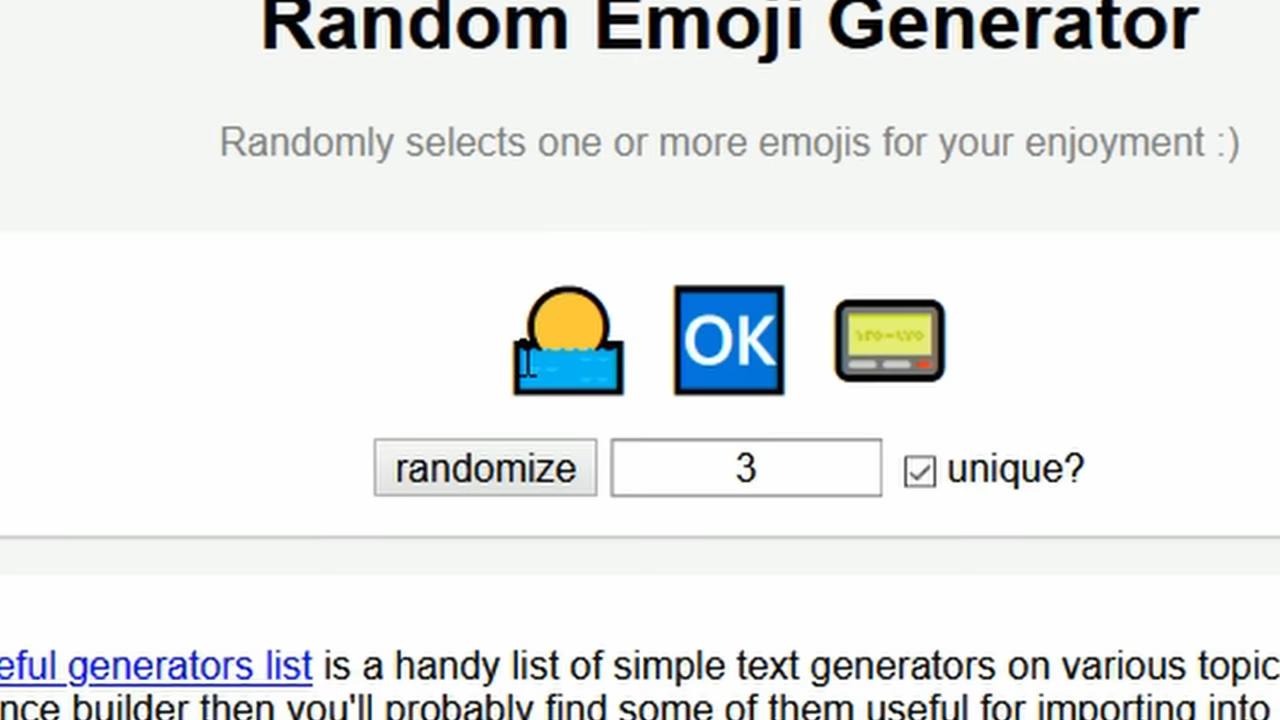 Random Emoji Generator
Randomly selects one or more emojis for your enjoyment :)
OK
randomize 3 unique?
eful generators list is a handy list of simple text generators on various topic
nce builder then you'll probably find some of them useful for importing into